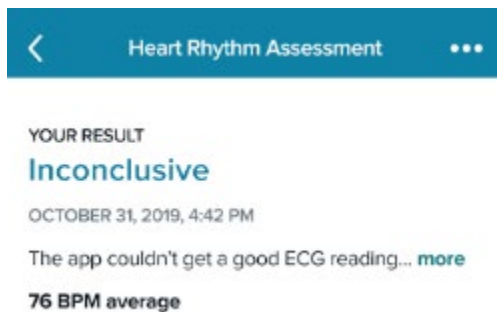 Heart Rhythm Assessment
YOUR RESULT
Inconclusive
OCTOBER 31, 2019, 4:42 PM
The app couldn't get a good ECG reading... more
76 BPM average